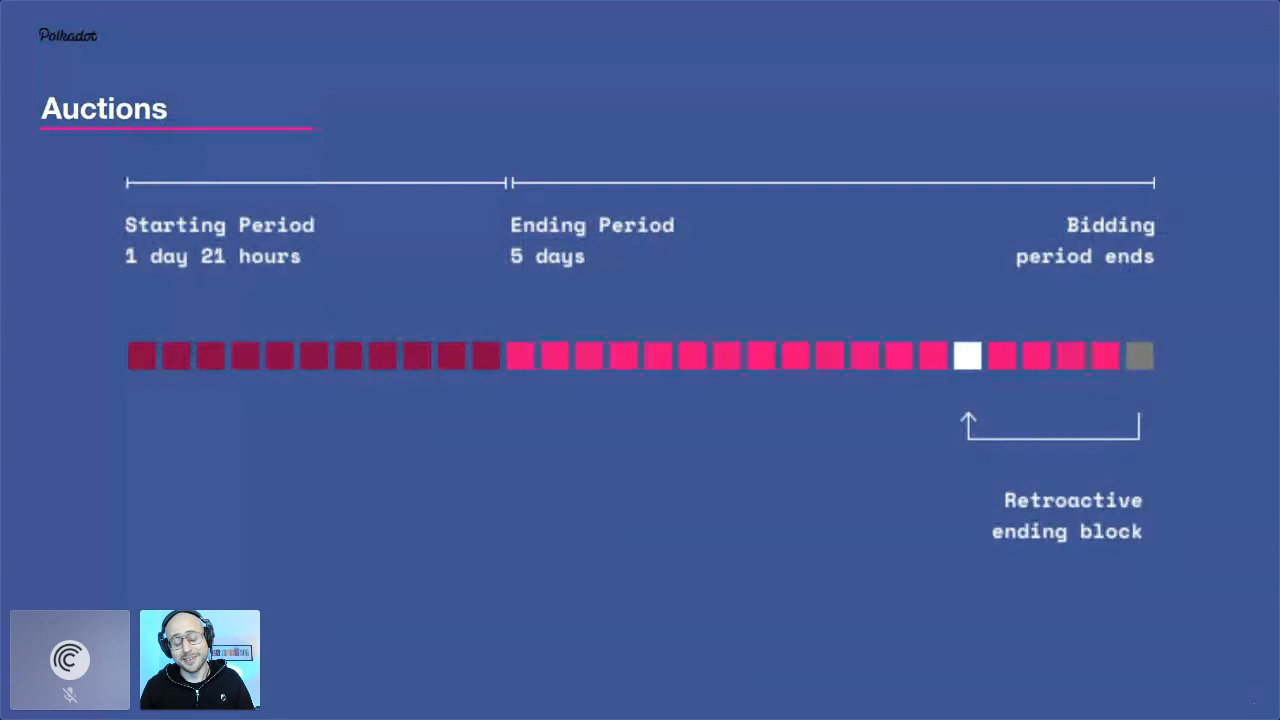 Polkadot
Auctions
Starting Period
1 day 21 hours
Ending Period
5 days
Bidding
period ends
Retroactive
ending block